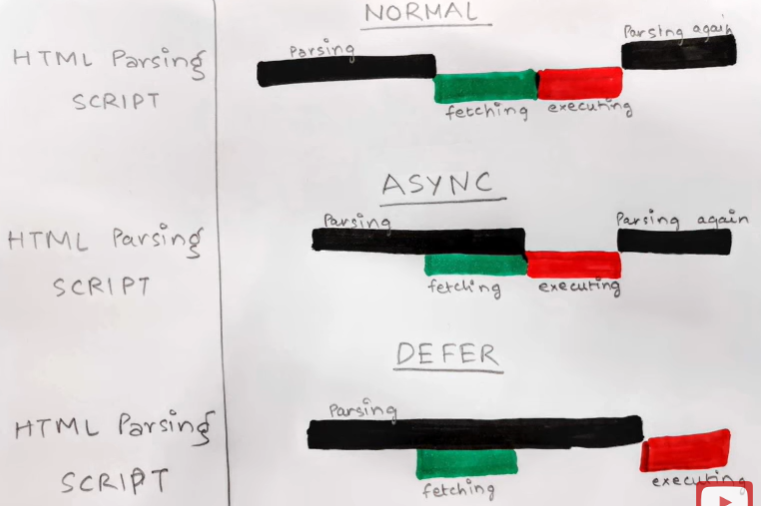 NORMAL
HTML Parsing
SCRIPT
Parsing
Parsing again
fetching
executing
ASYNC
HTML Parsing
SCRIPT
Parsing
Parsing again
fetching
executing
DEFER
HTML Parsing
SCRIPT
Parsing
fetching
executing